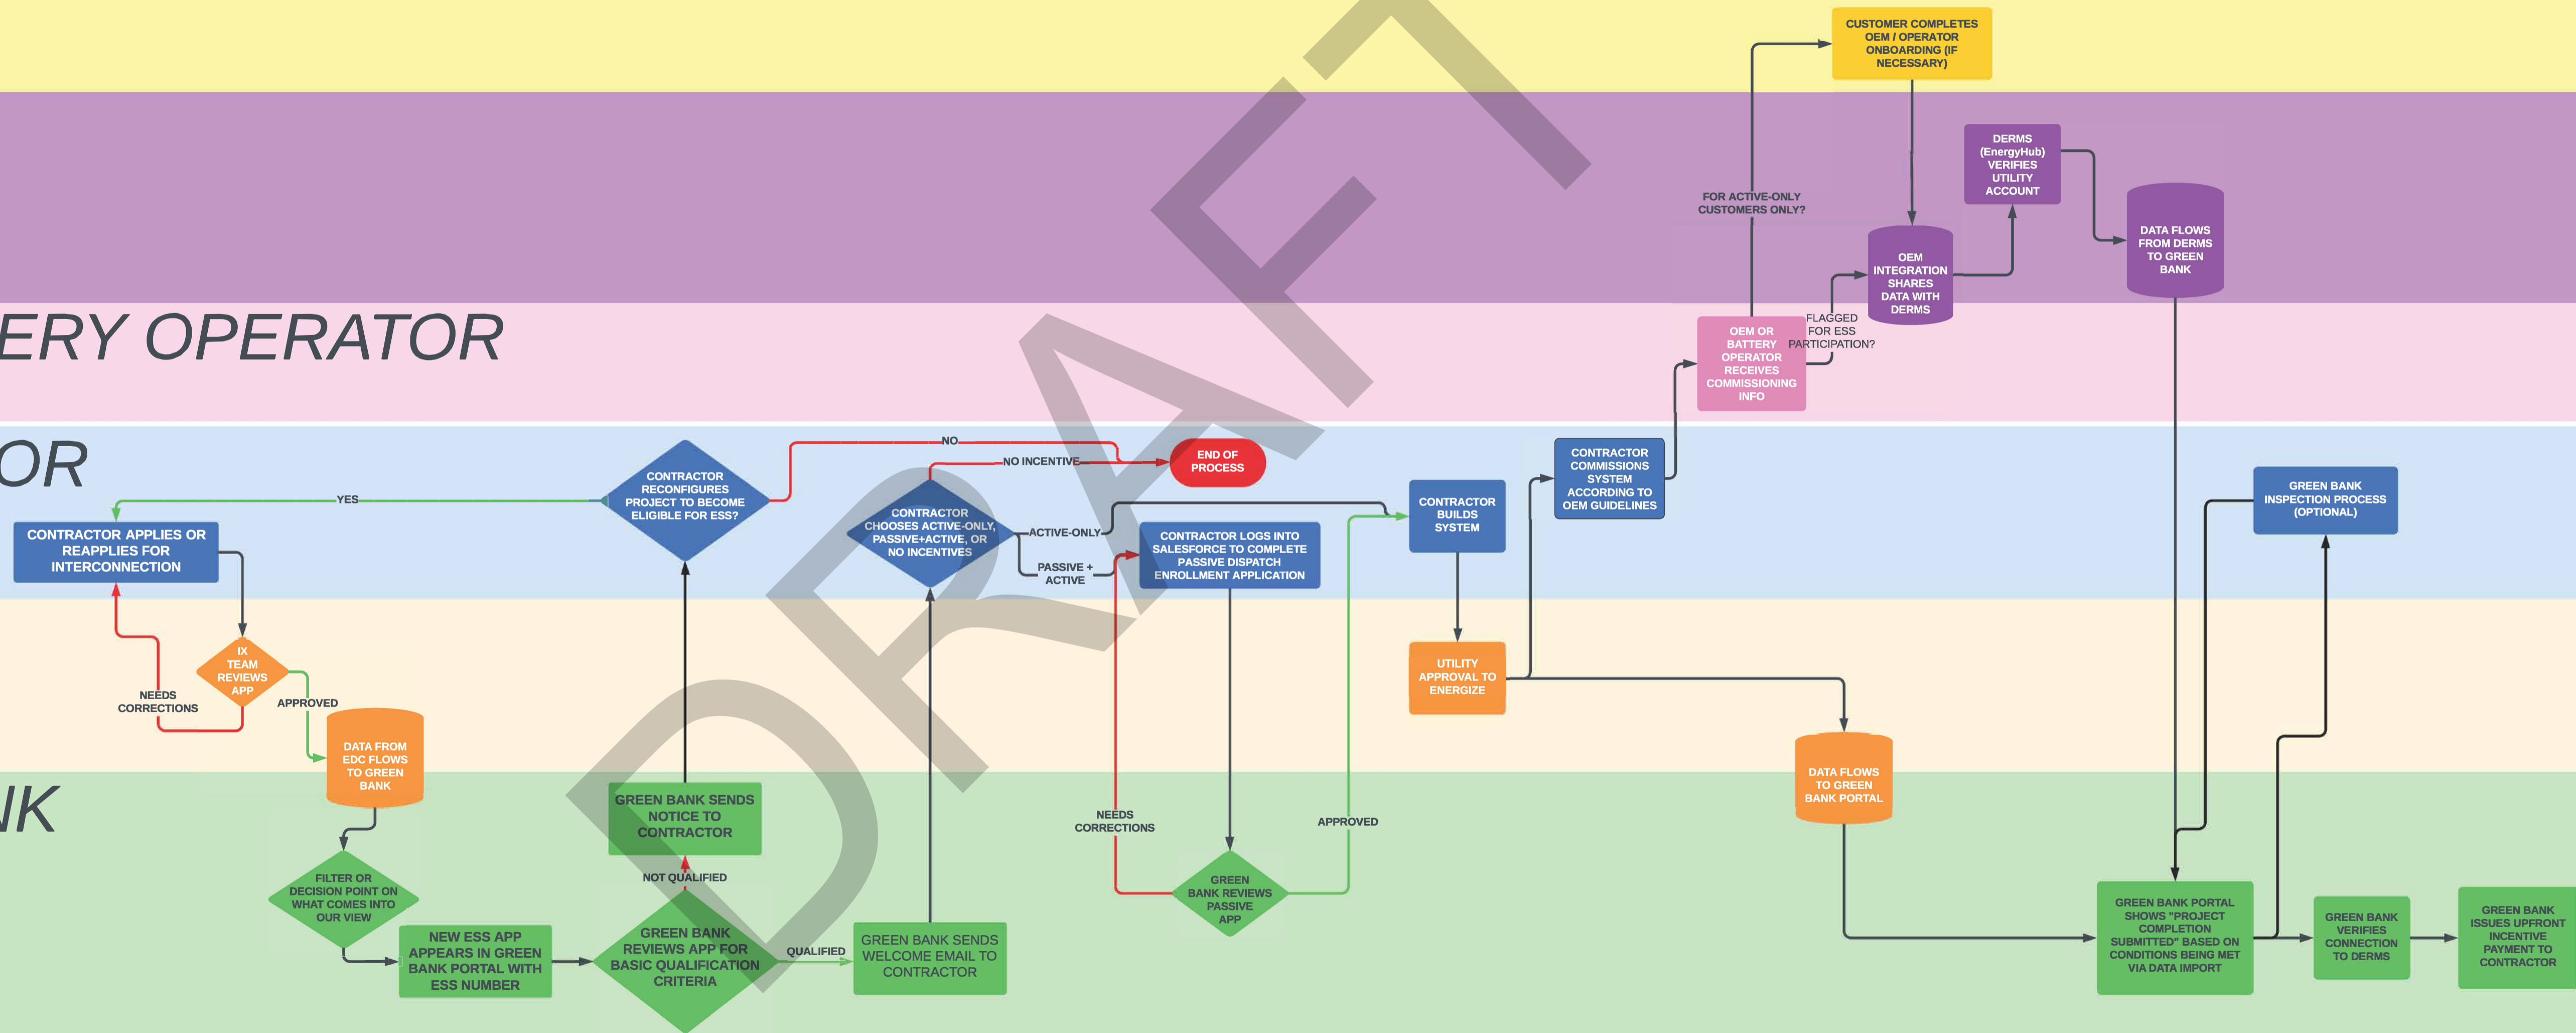 CUSTOMER COMPLETES
OEM / OPERATOR
ONBOARDING (IF
NECESSARY)
DERMS
(EnergyHub)
VERIFIES
UTILITY
ACCOUNT
FOR ACTIVE-ONLY
CUSTOMERS ONLY?
DATA FLOWS
FROM DERMS
TO GREEN
BANK
OEM
INTEGRATION
SHARES
DATA WITH
DERMS
ERY OPERATOR
FLAGGED
FOR ESS
PARTICIPATION?
OEM OR
BATTERY
OPERATOR
RECEIVES
COMMISSIONING
INFO
OR
NO
NO INCENTIVE
END OF
PROCESS
YES
CONTRACTOR
RECONFIGURES
PROJECT TO BECOME
ELIGIBLE FOR ESS?
CONTRACTOR APPLIES OR
REAPPLIES FOR
INTERCONNECTION
CONTRACTOR
CHOOSES ACTIVE-ONLY,
PASSIVE+ACTIVE, OR
NO INCENTIVES
ACTIVE-ONLY
PASSIVE +
ACTIVE
CONTRACTOR LOGS INTO
SALESFORCE TO COMPLETE
PASSIVE DISPATCH
ENROLLMENT APPLICATION
CONTRACTOR
BUILDS
SYSTEM
CONTRACTOR
COMMISSIONS
SYSTEM
ACCORDING TO
OEM GUIDELINES
GREEN BANK
INSPECTION PROCESS
(OPTIONAL)
IX
TEAM
REVIEWS
APP
NEEDS
CORRECTIONS
APPROVED
UTILITY
APPROVAL TO
ENERGIZE
DATA FROM
EDC FLOWS
TO GREEN
BANK
DATA FLOWS
TO GREEN
BANK PORTAL
NK
GREEN BANK SENDS
NOTICE TO
CONTRACTOR
NEEDS
CORRECTIONS
APPROVED
FILTER OR
DECISION POINT ON
WHAT COMES INTO
OUR VIEW
NOT QUALIFIED
GREEN
BANK REVIEWS
PASSIVE
APP
NEW ESS APP
APPEARS IN GREEN
BANK PORTAL WITH
ESS NUMBER
GREEN BANK
REVIEWS APP FOR
BASIC QUALIFICATION
CRITERIA
QUALIFIED
GREEN BANK SENDS
WELCOME EMAIL TO
CONTRACTOR
GREEN BANK PORTAL
SHOWS "PROJECT
COMPLETION
SUBMITTED" BASED ON
CONDITIONS BEING MET
VIA DATA IMPORT
GREEN BANK
VERIFIES
CONNECTION
TO DERMS
GREEN BANK
ISSUES UPFRONT
INCENTIVE
PAYMENT TO
CONTRACTOR
DRAFT